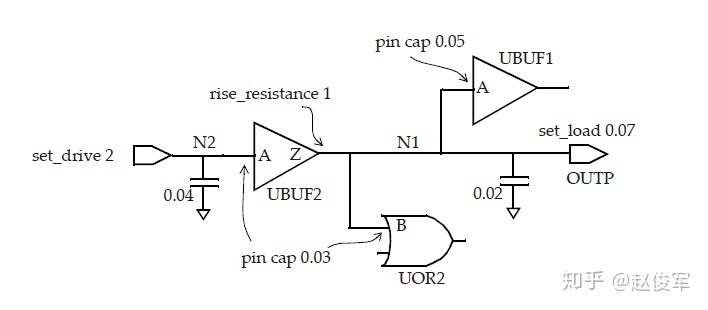 pin cap 0.05
UBUF1
A
rise_resistance 1
set_load 0.07
N2
N1
set_drive 2
A
Z
OUTP
0.04
UBUF2
0.02
B
pin cap 0.03
UOR2
知乎 @赵俊军